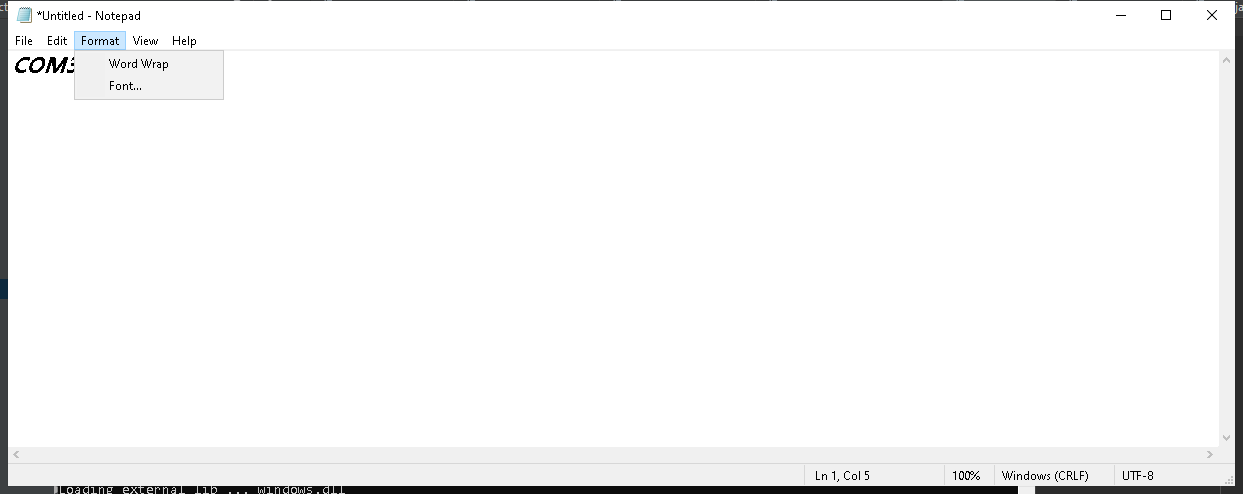 *Untitled - Notepad
File Edit Format View Help
COM3
Word Wrap
Font...
Ln 1, Col 5 100% Windows (CRLF) UTF-8
Loading external lib ... windows.dll